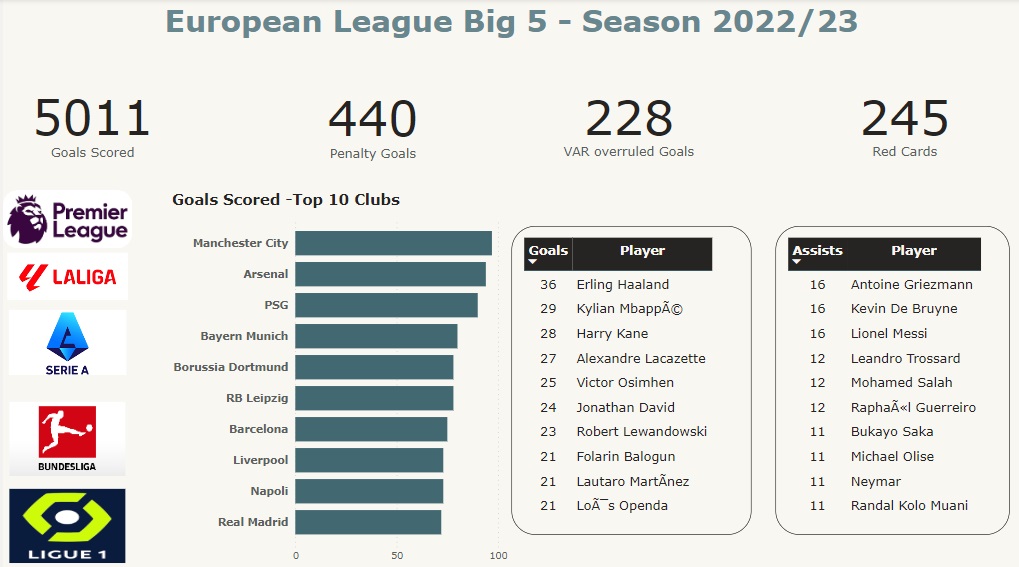 European League Big 5 - Season 2022/23
5011
Goals Scored
440
Penalty Goals
228
VAR overruled Goals
245
Red Cards
Premier
League
LALIGA
SERIE A
BUNDESLIGA
LIGUE 1
Goals Scored -Top 10 Clubs
Manchester City
Arsenal
PSG
Bayern Munich
Borussia Dortmund
RB Leipzig
Barcelona
Liverpool
Napoli
Real Madrid
0 50 100
Goals Player
36 Erling Haaland
29 Kylian MbappÃ©
28 Harry Kane
27 Alexandre Lacazette
25 Victor Osimhen
24 Jonathan David
23 Robert Lewandowski
21 Folarin Balogun
21 Lautaro MartÃnez
21 LoÃ¯s Openda
Assists Player
16 Antoine Griezmann
16 Kevin De Bruyne
16 Lionel Messi
12 Leandro Trossard
12 Mohamed Salah
12 RaphaÃ«l Guerreiro
11 Bukayo Saka
11 Michael Olise
11 Neymar
11 Randal Kolo Muani